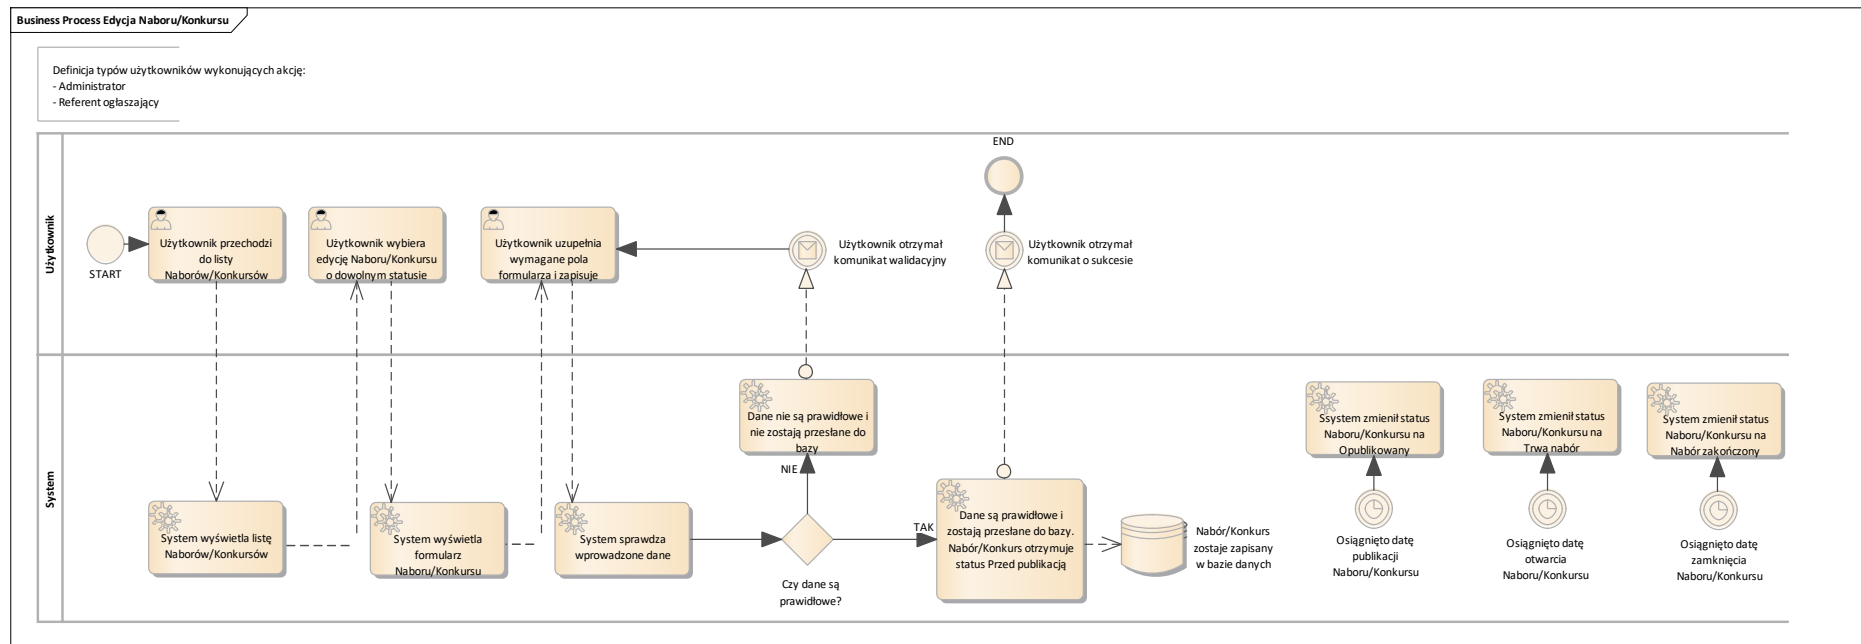 Business Process Edycja Naboru/Konkursu
Definicja typów użytkowników wykonujących akcję:
- Administrator
- Referent ogłaszający
Użytkownik
START
Użytkownik przechodzi
do listy
Naborów/Konkursów
Użytkownik wybiera
edycję Naboru/Konkursu
o dowolnym statusie
Użytkownik uzupełnia
wymagane pola
formularza i zapisuje
Użytkownik otrzymał
komunikat walidacyjny
END
Użytkownik otrzymał
komunikat o sukcesie
System
System wyświetla listę
Naborów/Konkursów
System wyświetla
formularz
Naboru/Konkursu
System sprawdza
wprowadzone dane
Czy dane są
prawidłowe?
NIE
Dane nie są prawidłowe i
nie zostają przesłane do
bazy
TAK
Dane są prawidłowe i
zostają przesłane do bazy.
Nabór/Konkurs otrzymuje
status Przed publikacją
Nabór/Konkurs
zostaje zapisany
w bazie danych
Ssystem zmienił status
Naboru/Konkursu na
Opublikowany
Osiągnięto datę
publikacji
Naboru/Konkursu
System zmienił status
Naboru/Konkursu na
Trwa nabór
Osiągnięto datę
otwarcia
Naboru/Konkursu
System zmienił status
Naboru/Konkursu na
Nabór zakończony
Osiągnięto datę
zamknięcia
Naboru/Konkursu